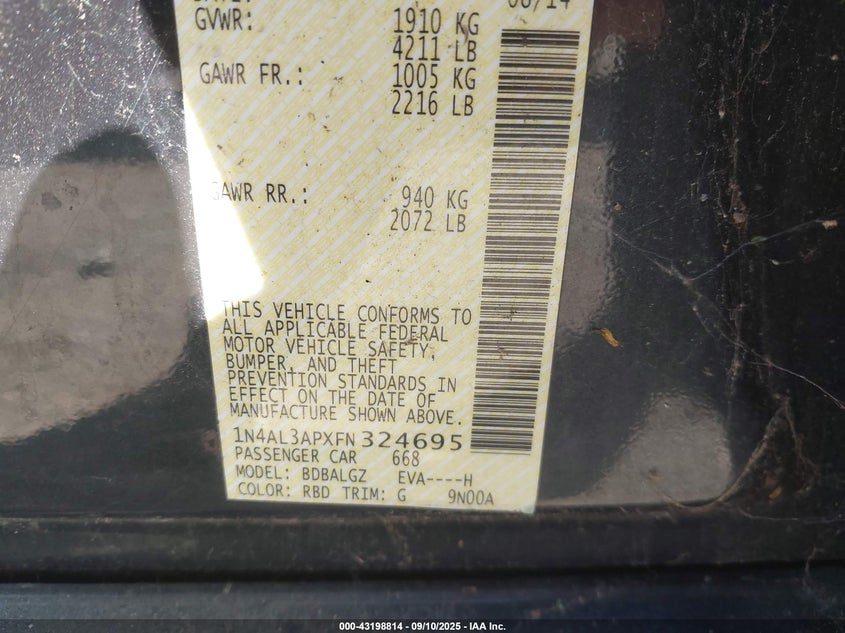 06/14
GVWR: 1910 KG
4211 LB
GAWR FR.: 1005 KG
2216 LB
GAWR RR.: 940 KG
2072 LB
THIS VEHICLE CONFORMS TO
ALL APPLICABLE FEDERAL
MOTOR VEHICLE SAFETY,
BUMPER, AND THEFT
PREVENTION STANDARDS IN
EFFECT ON THE DATE OF
MANUFACTURE SHOWN ABOVE.
1N4AL3APXFN324695
PASSENGER CAR 668
MODEL: BDBALGZ EVA----H
COLOR: RBD TRIM: G 9N00A
000-43198814 - 09/10/2025 - IAA Inc.